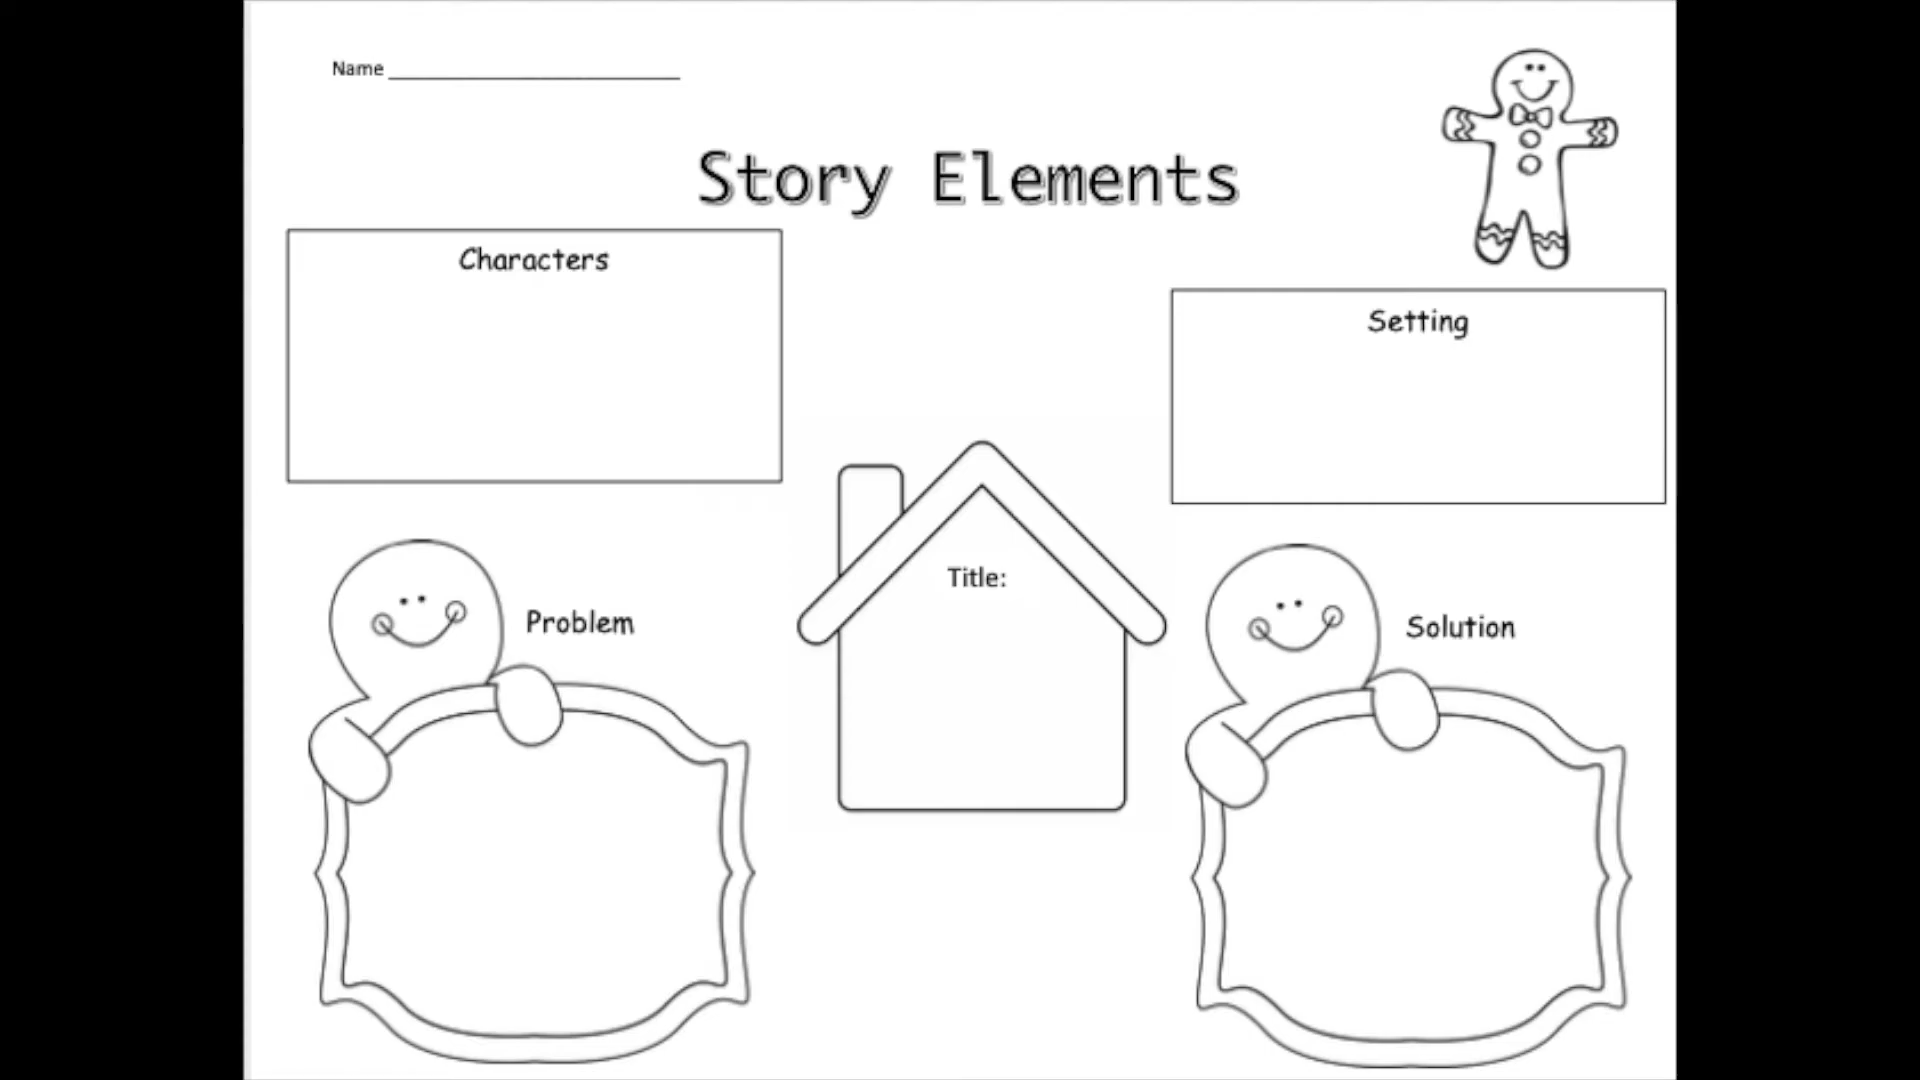 Name
Story Elements
Characters
Setting
Title:
Problem
Solution